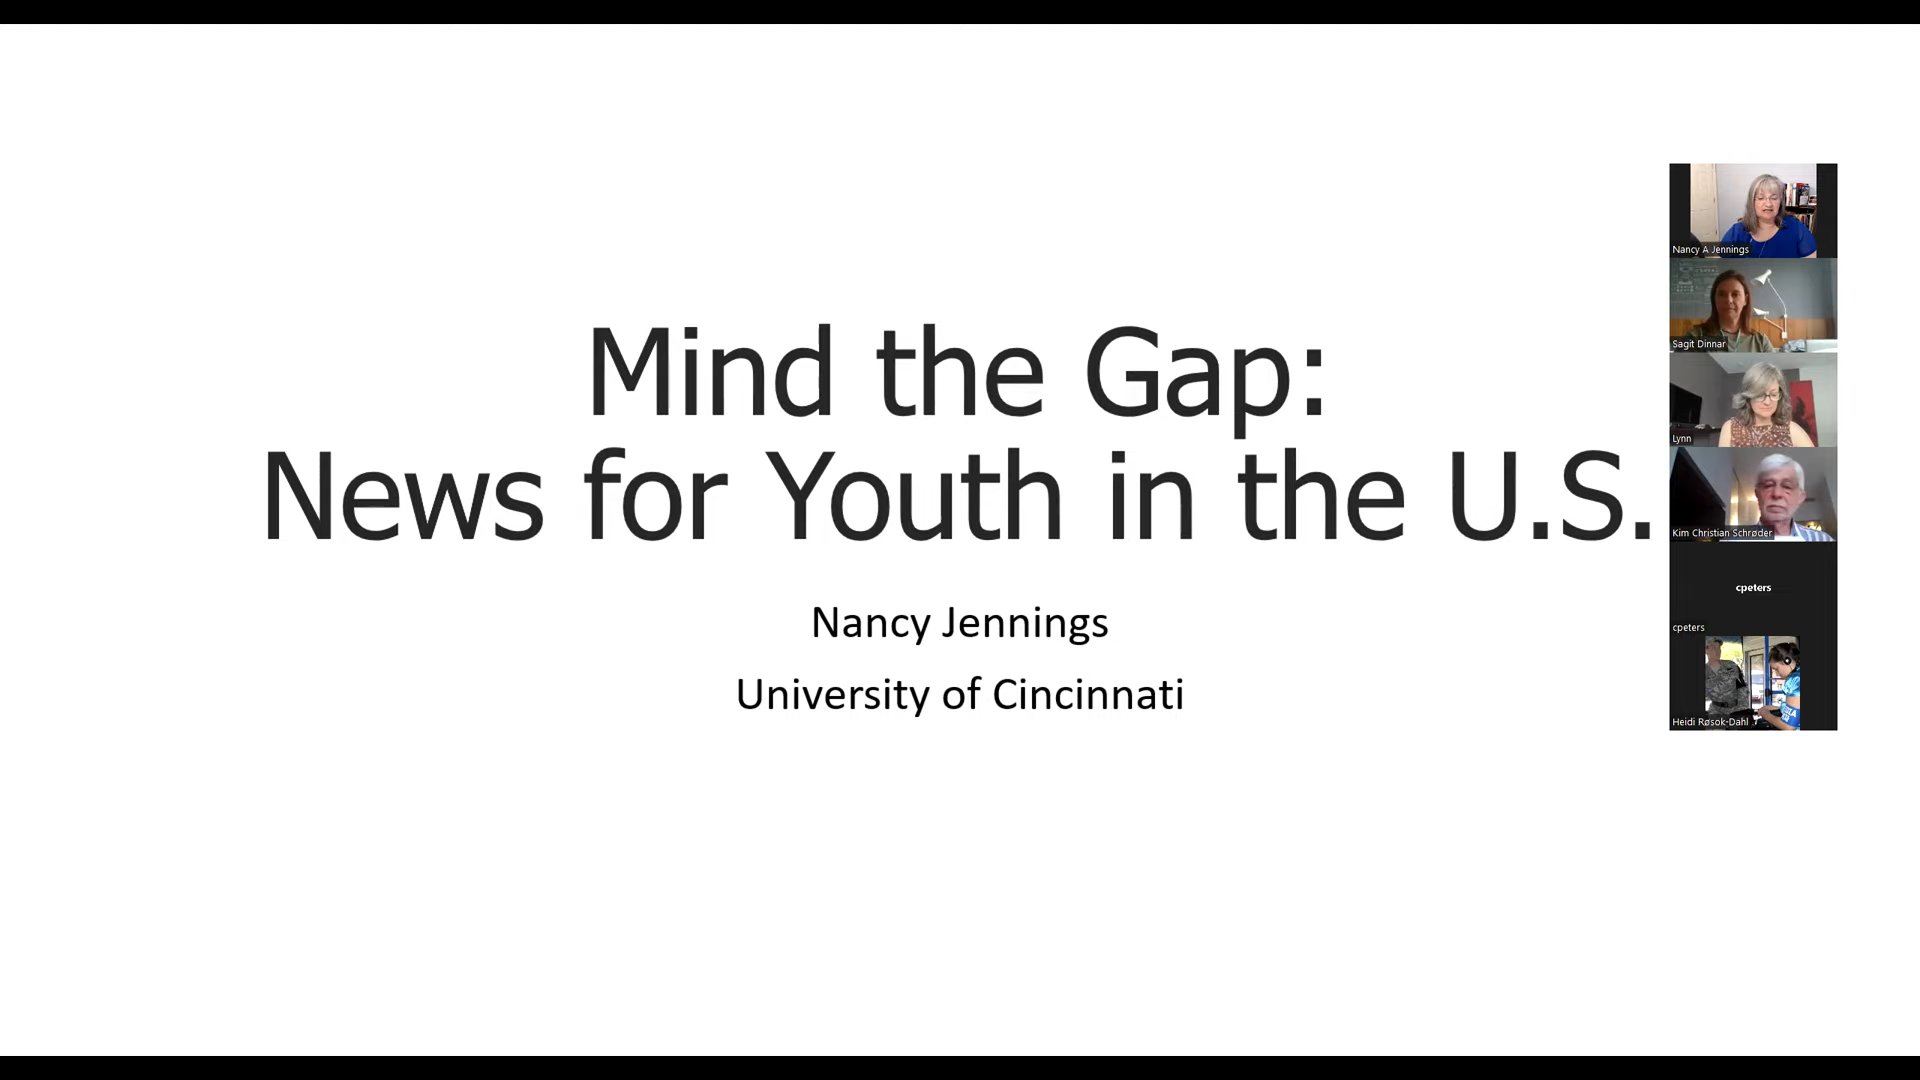 Mind the Gap:
News for Youth in the U.S.
Nancy Jennings
University of Cincinnati
Nancy A Jennings
Sagit Dinnar
Lynn
Kim Christian Schrøder
cpeters
cpeters
Heidi Røsok-Dahl